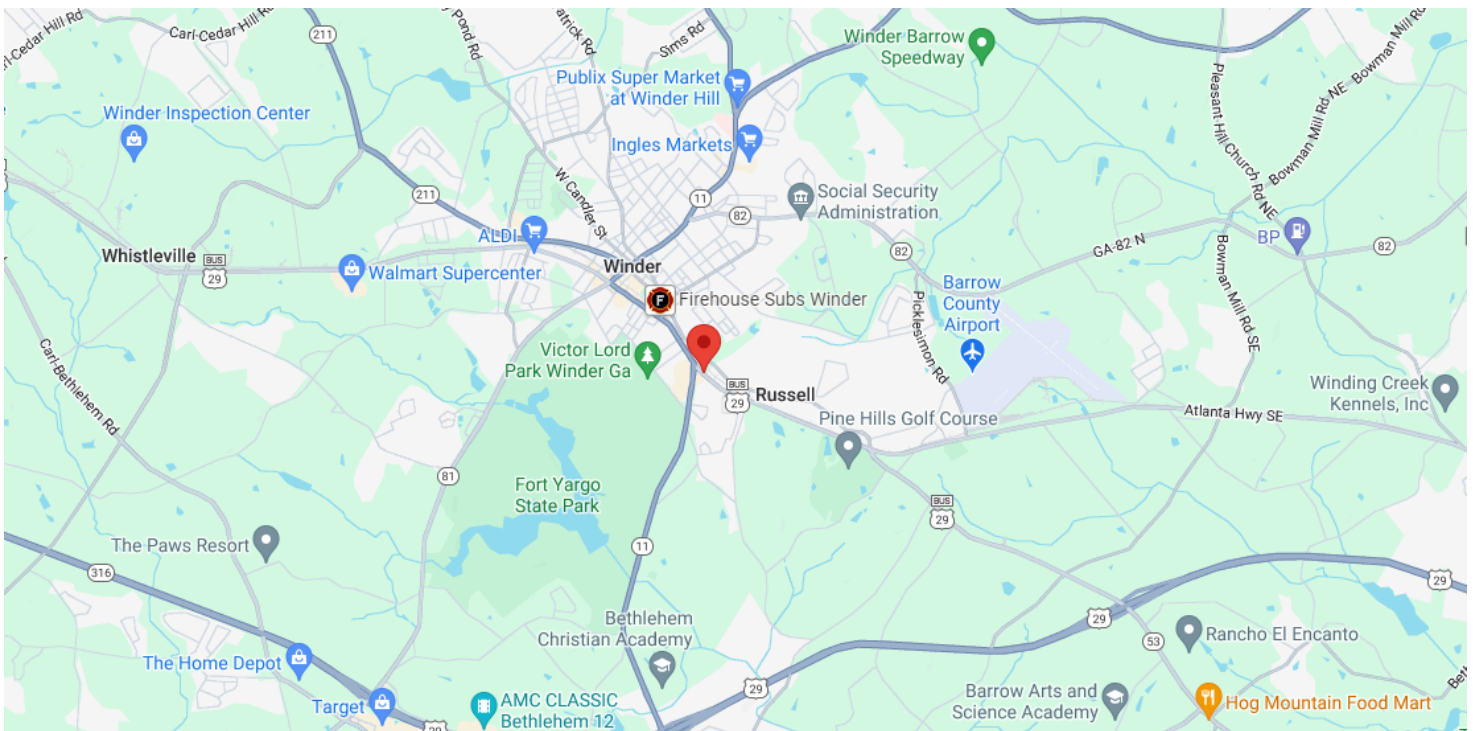 Carl-Cedar Hill Rd
211
Sims Rd
Winder Barrow
Speedway
Bowman Mill Rd NE
Publix Super Market
at Winder Hill
Pleasant Hill Church Rd NE
Bowman Mill Rd NE
Winder Inspection Center
Ingles Markets
211
W Candler St
11
82
Social Security
Administration
ALDI
82
GA-82 N
BP
82
Whistleville
BUS
29
Walmart Supercenter
Winder
Firehouse Subs Winder
Barrow
County
Airport
Picklesimon Rd
Bowman Mill Rd SE
Carl-Bethlehem Rd
Victor Lord
Park Winder Ga
BUS
29
Russell
Winding Creek
Kennels, Inc
Atlanta Hwy SE
Pine Hills Golf Course
81
Fort Yargo
State Park
BUS
29
11
The Paws Resort
316
29
Bethlehem
Christian Academy
29
53
Rancho El Encanto
The Home Depot
29
Target
29
AMC CLASSIC
Bethlehem 12
Barrow Arts and
Science Academy
Hog Mountain Food Mart